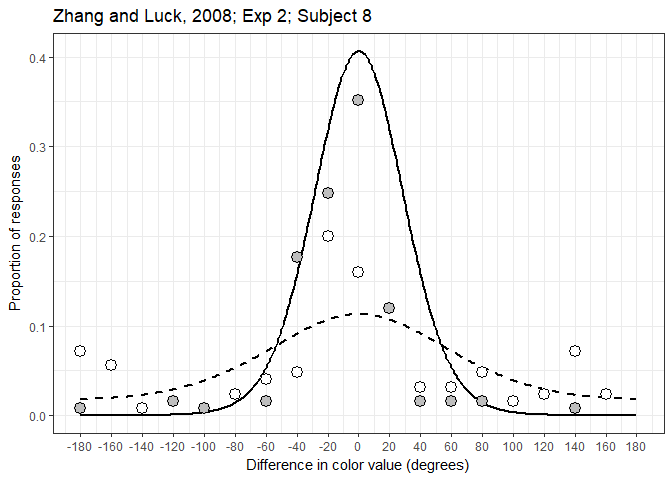 Zhang and Luck, 2008; Exp 2; Subject 8
0.4
0.3
0.2
0.1
0.0
Proportion of responses
-180 -160 -140 -120 -100 -80 -60 -40 -20 0 20 40 60 80 100 120 140 160 180
Difference in color value (degrees)